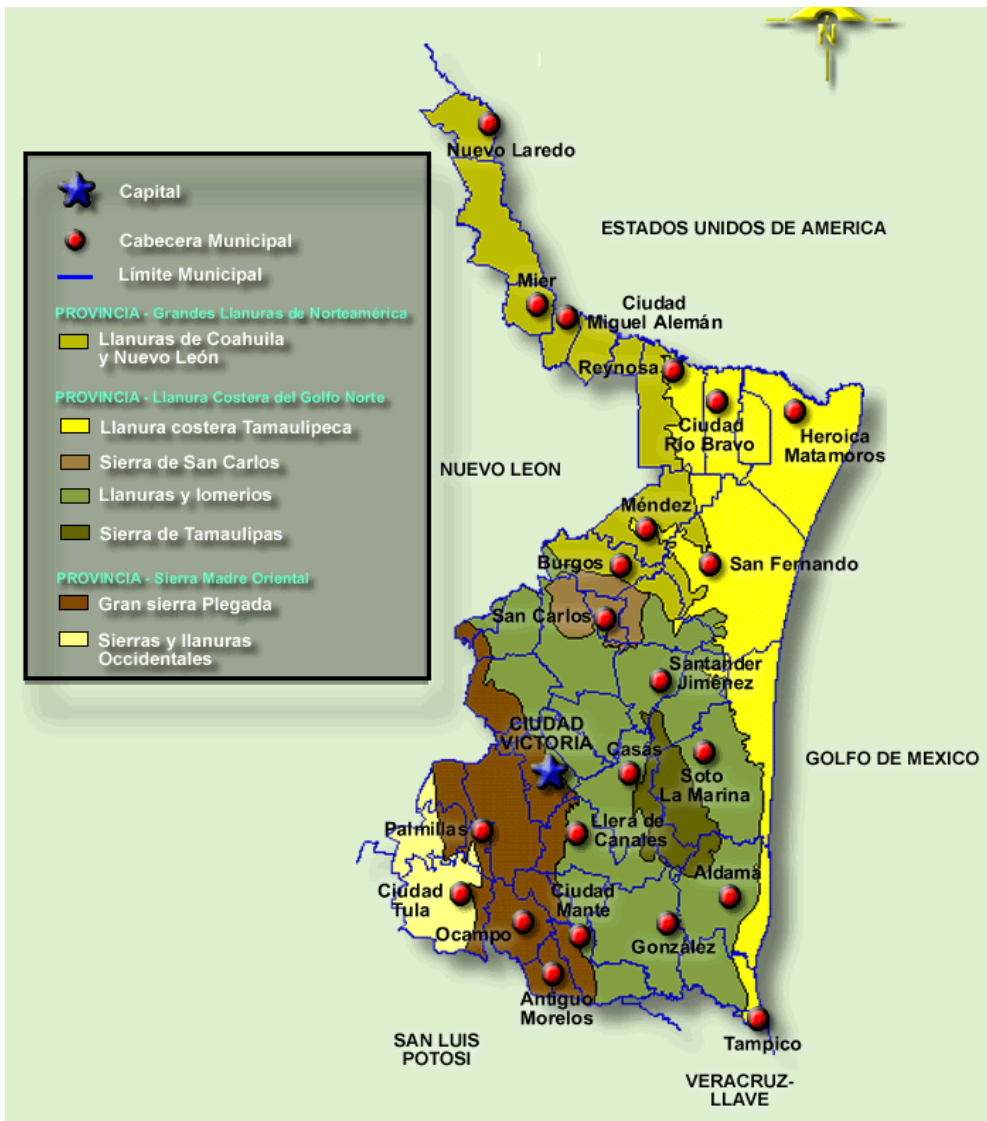 N
Nuevo Laredo
Capital
Cabecera Municipal
Límite Municipal
PROVINCIA - Grandes Llanuras de Norteamérica
Llanuras de Coahuila
y Nuevo León
PROVINCIA - Llanura Costera del Golfo Norte
Llanura costera Tamaulipeca
Sierra de San Carlos
Llanuras y lomerios
Sierra de Tamaulipas
PROVINCIA - Sierra Madre Oriental
Gran sierra Plegada
Sierras y llanuras
Occidentales
ESTADOS UNIDOS DE AMERICA
Mier
Ciudad
Miguel Alemán
Reynosa
Ciudad
Río Bravo
Heroica
Matamoros
NUEVO LEON
Méndez
Burgos
San Fernando
San Carlos
Santander
Jiménez
CIUDAD
VICTORIA
Casas
Soto
La Marina
GOLFO DE MEXICO
Palmillas
Llera de
Canales
Aldama
Ciudad
Tula
Ciudad
Mante
Ocampo
González
Antiguo
Morelos
SAN LUIS
POTOSI
Tampico
VERACRUZ-
LLAVE